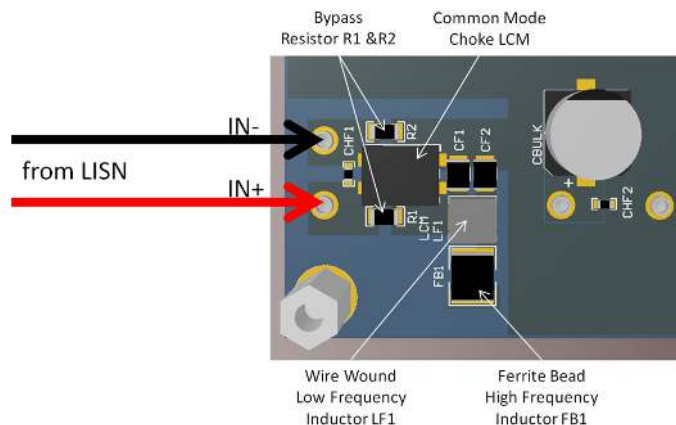 Bypass
Resistor R1 &R2
Common Mode
Choke LCM
IN-
from LISN
IN+
CHF1
R2
CF1
CF2
CBULK
+
R1
LCM
LF1
CHF2
FB1
Wire Wound
Low Frequency
Inductor LF1
Ferrite Bead
High Frequency
Inductor FB1